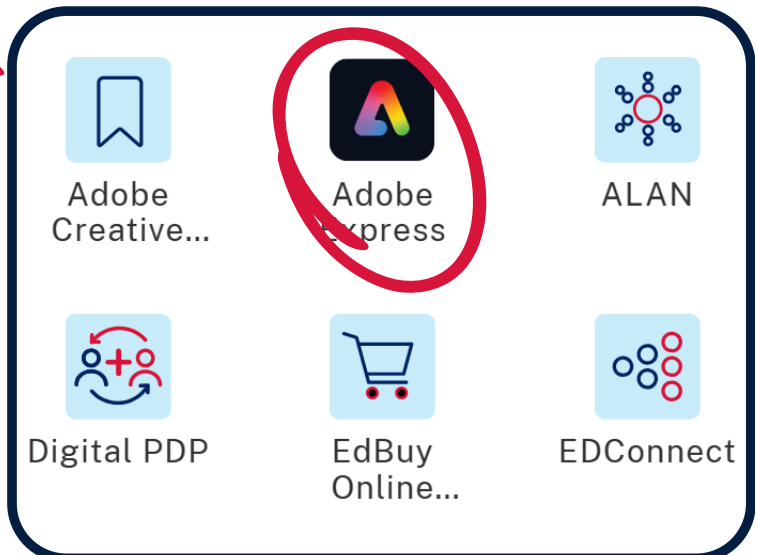 Adobe
Creative...
Adobe
Express
ALAN
Digital PDP
EdBuy
Online...
EDConnect